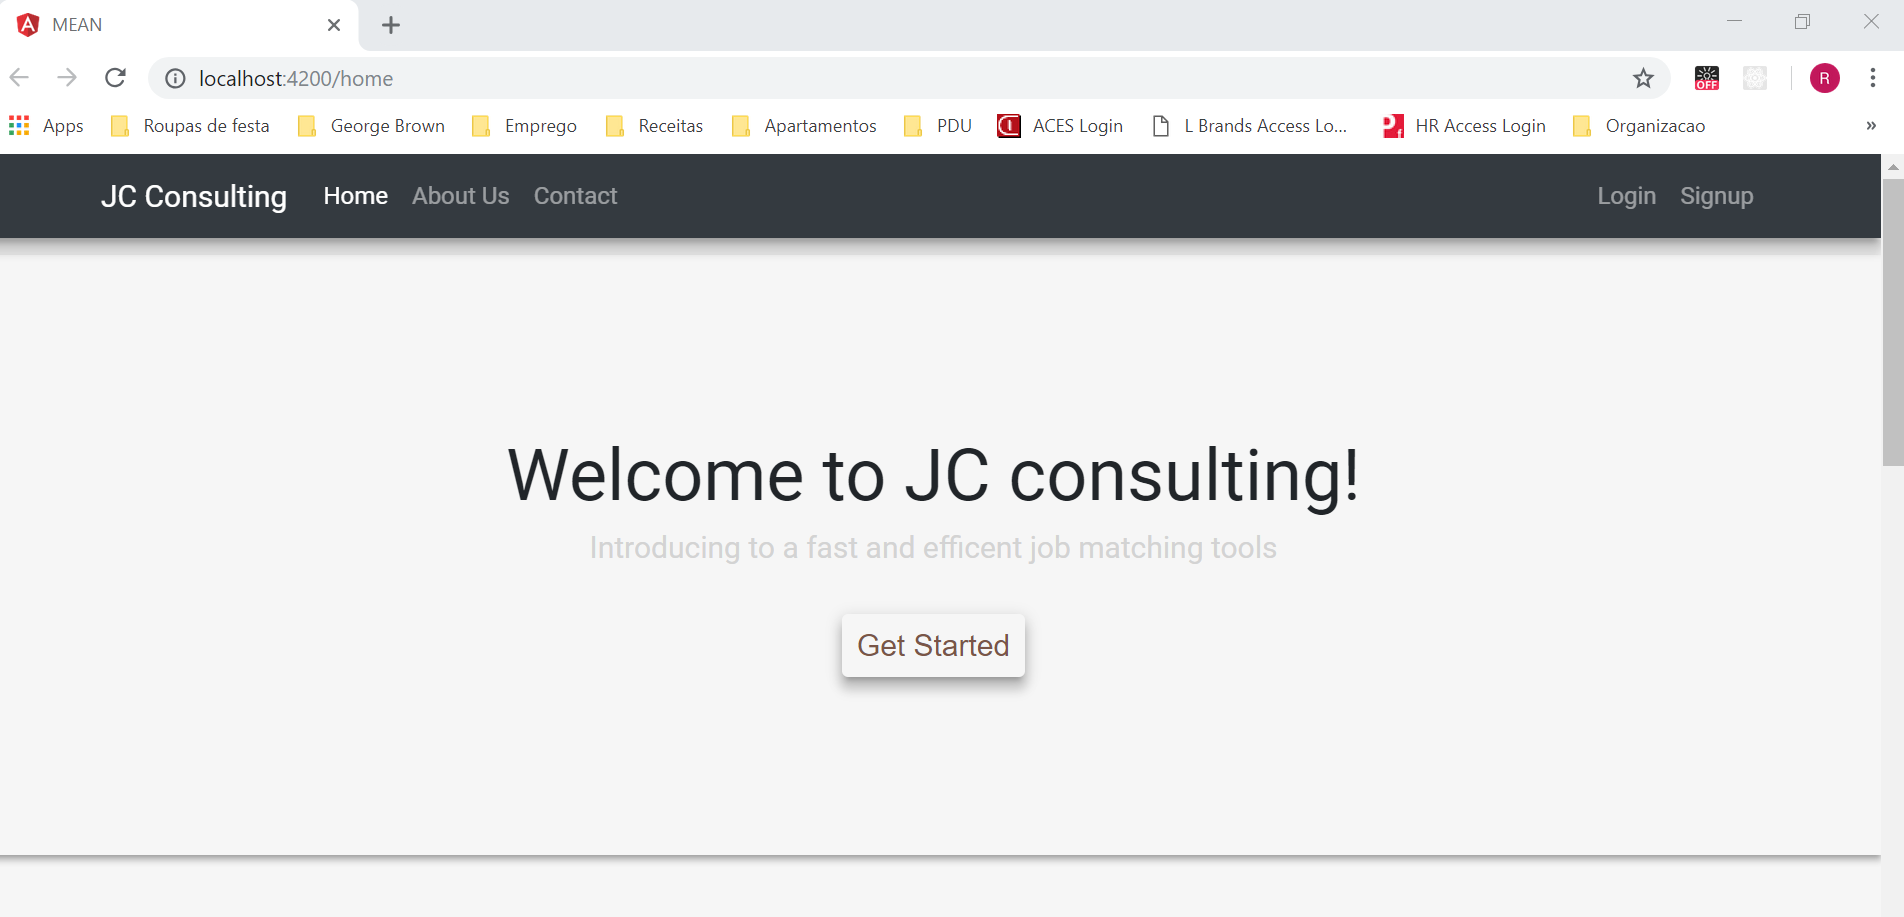 MEAN
localhost:4200/home
OFF
R
Apps Roupas de festa George Brown Emprego Receitas Apartamentos PDU ACES Login L Brands Access Lo... HR Access Login Organizacao »
JC Consulting Home About Us Contact Login Signup
Welcome to JC consulting!
Introducing to a fast and efficent job matching tools
Get Started